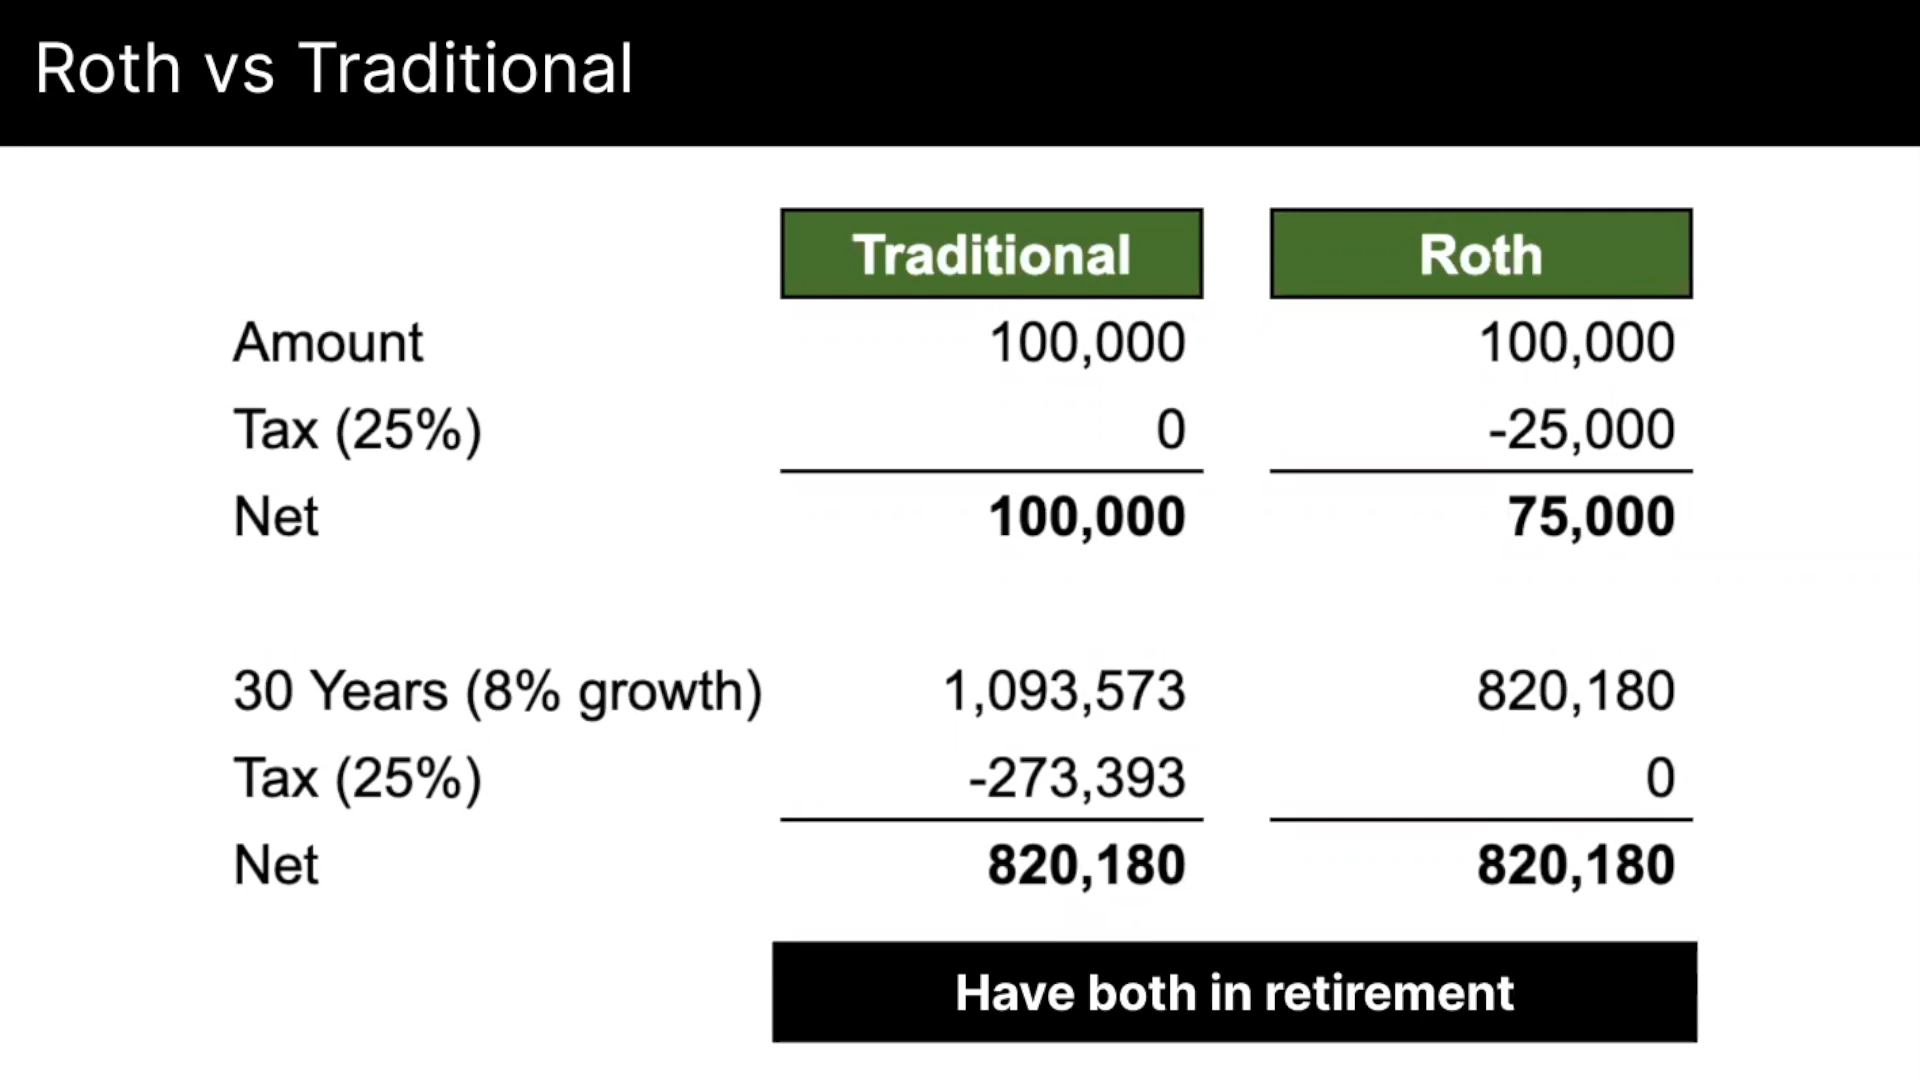 Roth vs Traditional
Traditional Roth
Amount 100,000 100,000
Tax (25%) 0 -25,000
Net 100,000 75,000
30 Years (8% growth) 1,093,573 820,180
Tax (25%) -273,393 0
Net 820,180 820,180
Have both in retirement